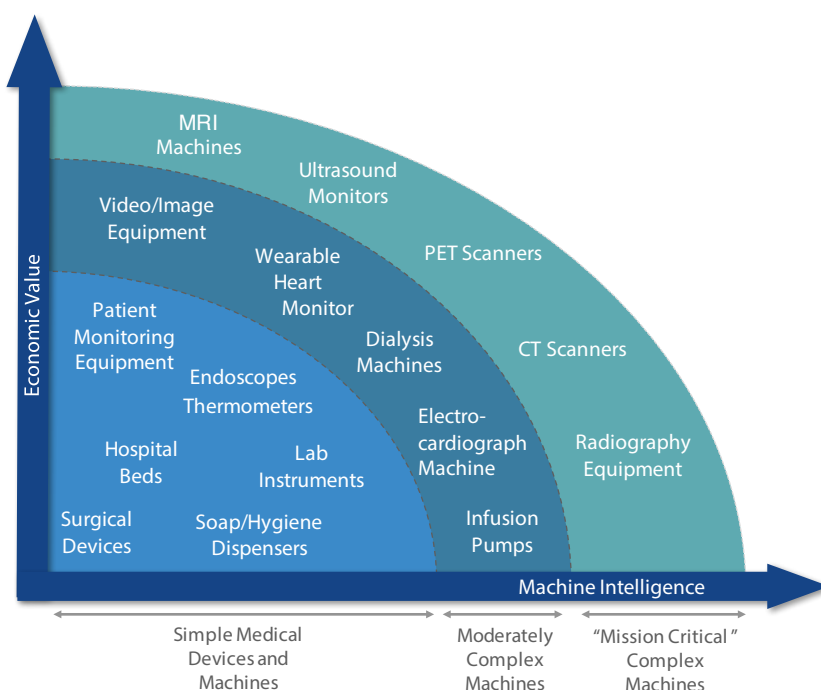 MRI
Machines
Ultrasound
Monitors
Video/Image
Equipment
Wearable
Heart
Monitor
PET Scanners
Patient
Monitoring
Equipment
Dialysis
Machines
CT Scanners
Endoscopes
Thermometers
Electro-
cardiograph
Machine
Radiography
Equipment
Hospital
Beds
Lab
Instruments
Surgical
Devices
Soap/Hygiene
Dispensers
Infusion
Pumps
Economic Value
Machine Intelligence
Simple Medical
Devices and
Machines
Moderately
Complex
Machines
“Mission Critical ”
Complex
Machines